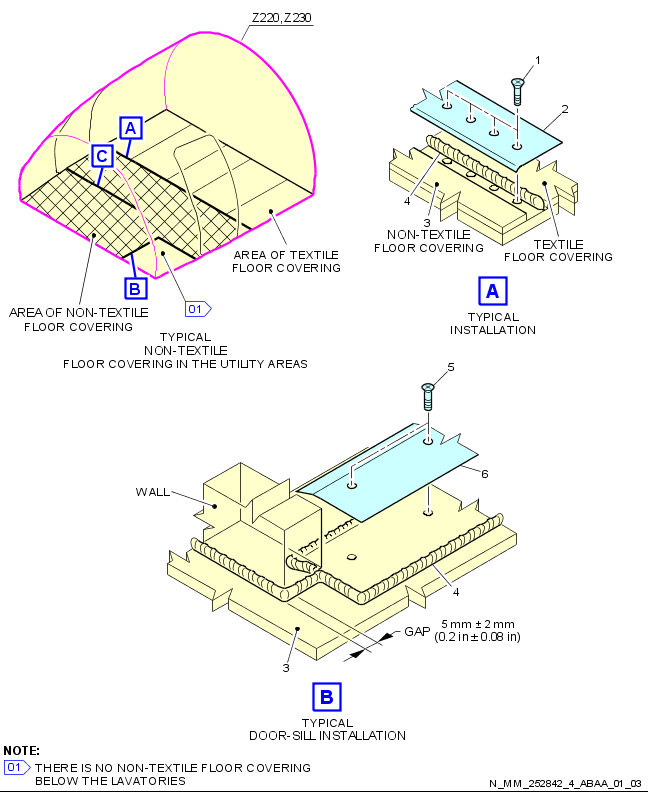 Z220,Z230
A
C
B
AREA OF TEXTILE
FLOOR COVERING
AREA OF NON-TEXTILE
FLOOR COVERING
01
TYPICAL
NON-TEXTILE
FLOOR COVERING IN THE UTILITY AREAS
1
2
4
3
NON-TEXTILE
FLOOR COVERING
TEXTILE
FLOOR COVERING
A
TYPICAL
INSTALLATION
5
6
WALL
4
GAP
5 mm ± 2 mm
(0.2 in ± 0.08 in)
3
B
TYPICAL
DOOR-SILL INSTALLATION
NOTE:
01 THERE IS NO NON-TEXTILE FLOOR COVERING
BELOW THE LAVATORIES
N_MM_252842_4_ABAA_01_03